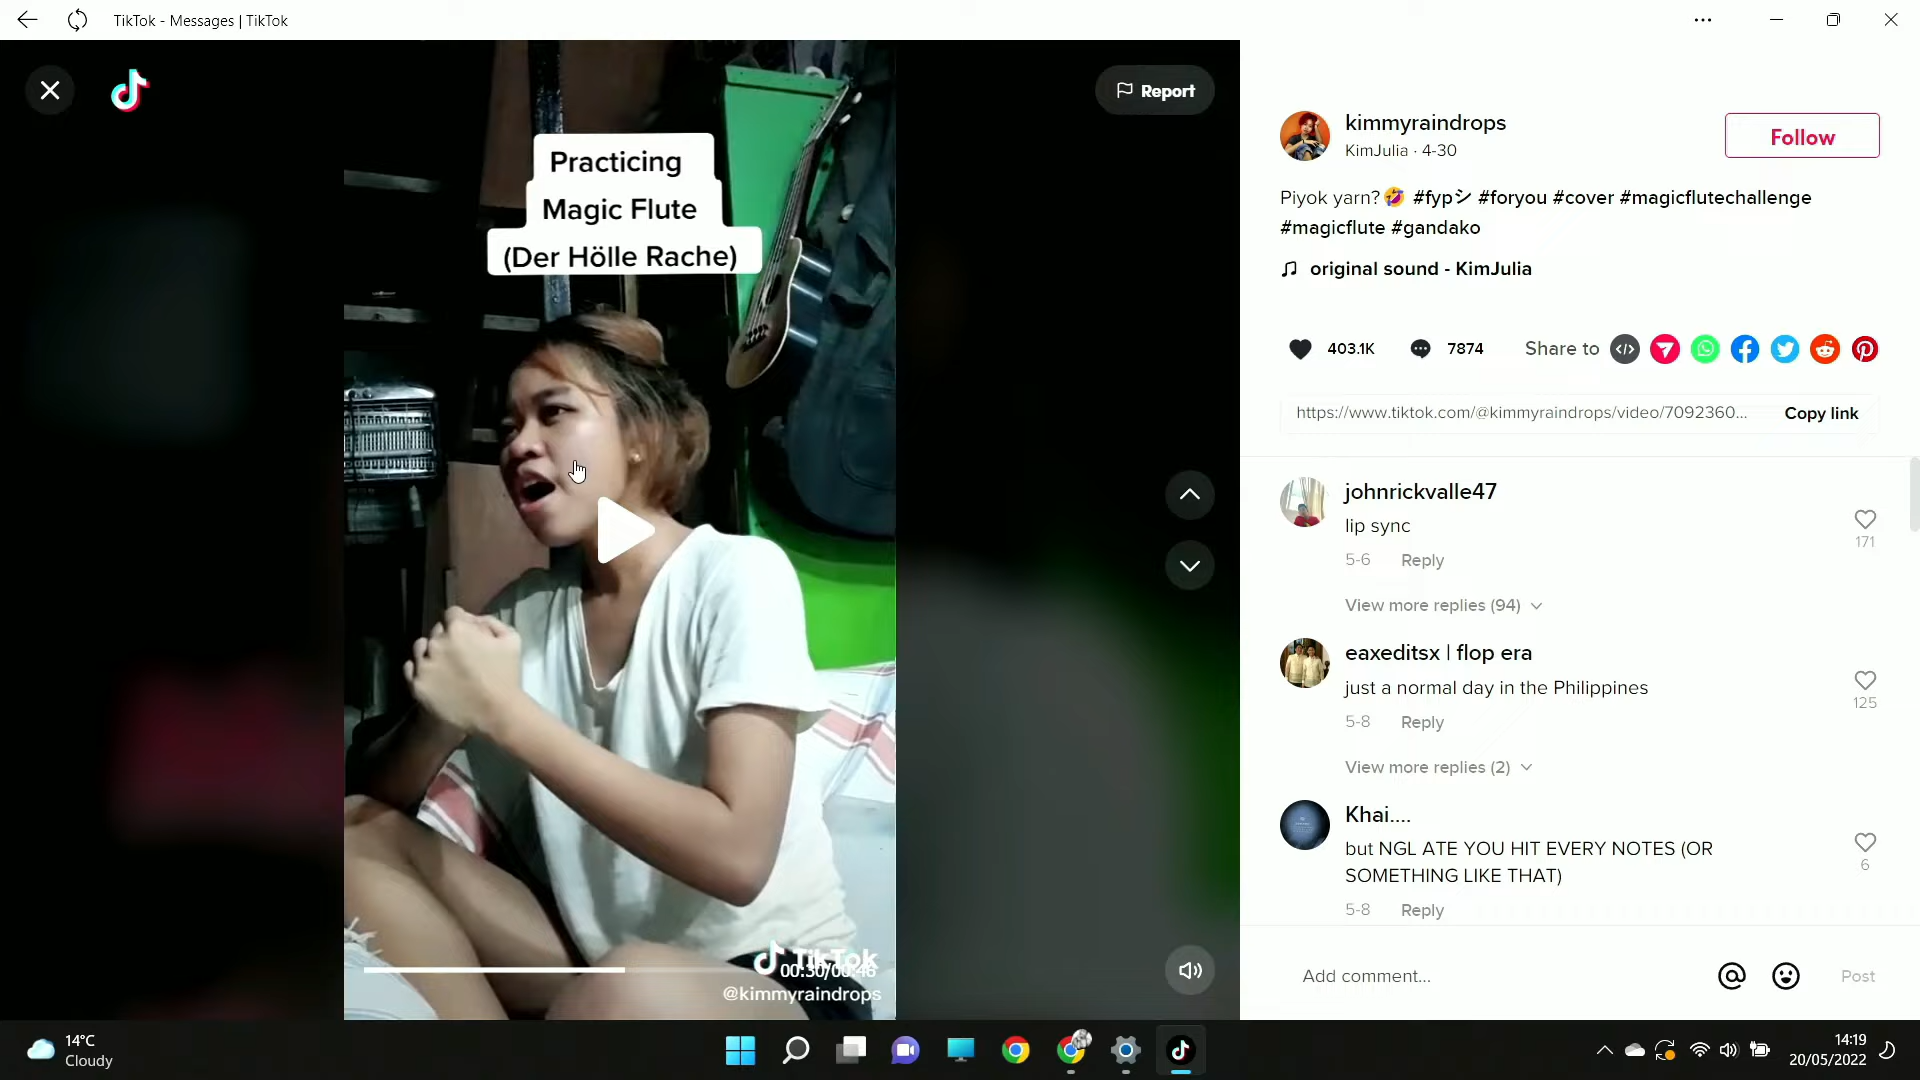 TikTok - Messages | TikTok
Report
Practicing
Magic Flute
(Der Hölle Rache)
TikTok
00:30/00:46
@kimmyraindrops
kimmyraindrops
KimJulia · 4-30
Follow
Piyok yarn?🤣 #fypシ #foryou #cover #magicflutechallenge
#magicflute #gandako
original sound - KimJulia
403.1K
7874
Share to
https://www.tiktok.com/@kimmyraindrops/video/7092360...
Copy link
johnrickvalle47
lip sync
171
5-6 Reply
View more replies (94)
eaxeditsx | flop era
just a normal day in the Philippines
125
5-8 Reply
View more replies (2)
Khai....
but NGL ATE YOU HIT EVERY NOTES (OR
SOMETHING LIKE THAT)
6
5-8 Reply
Add comment...
Post
14°C
Cloudy
14:19
20/05/2022